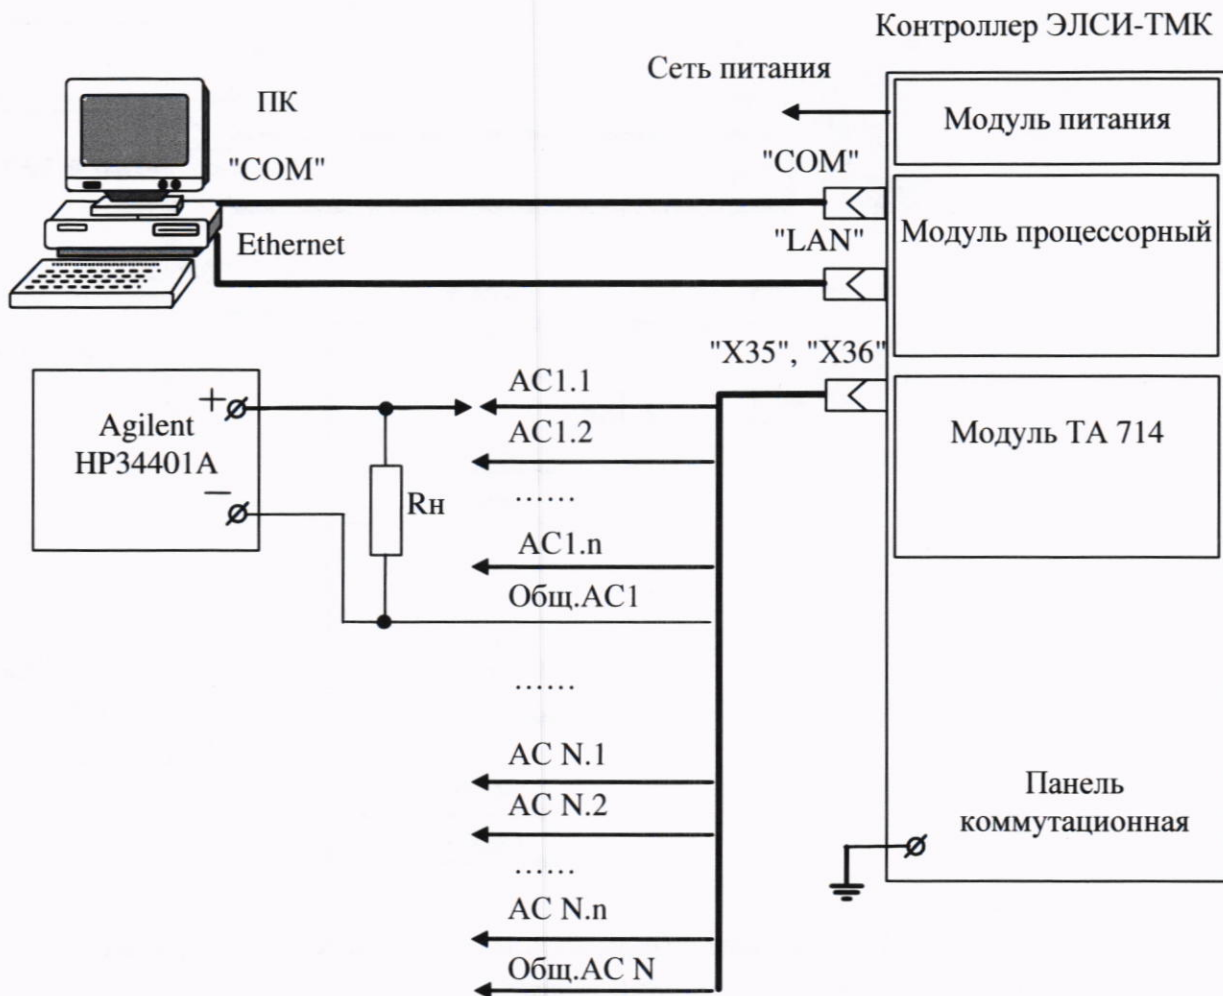 Контроллер ЭЛСИ-ТМК
Сеть питания
ПК
Модуль питания
"COM"
"COM"
Ethernet
"LAN"
Модуль процессорный
"X35", "X36"
Agilent
HP34401A
+
−
Rн
AC1.1
AC1.2
......
AC1.n
Общ.AC1
......
AC N.1
AC N.2
......
AC N.n
Общ.AC N
Модуль ТА 714
Панель
коммутационная